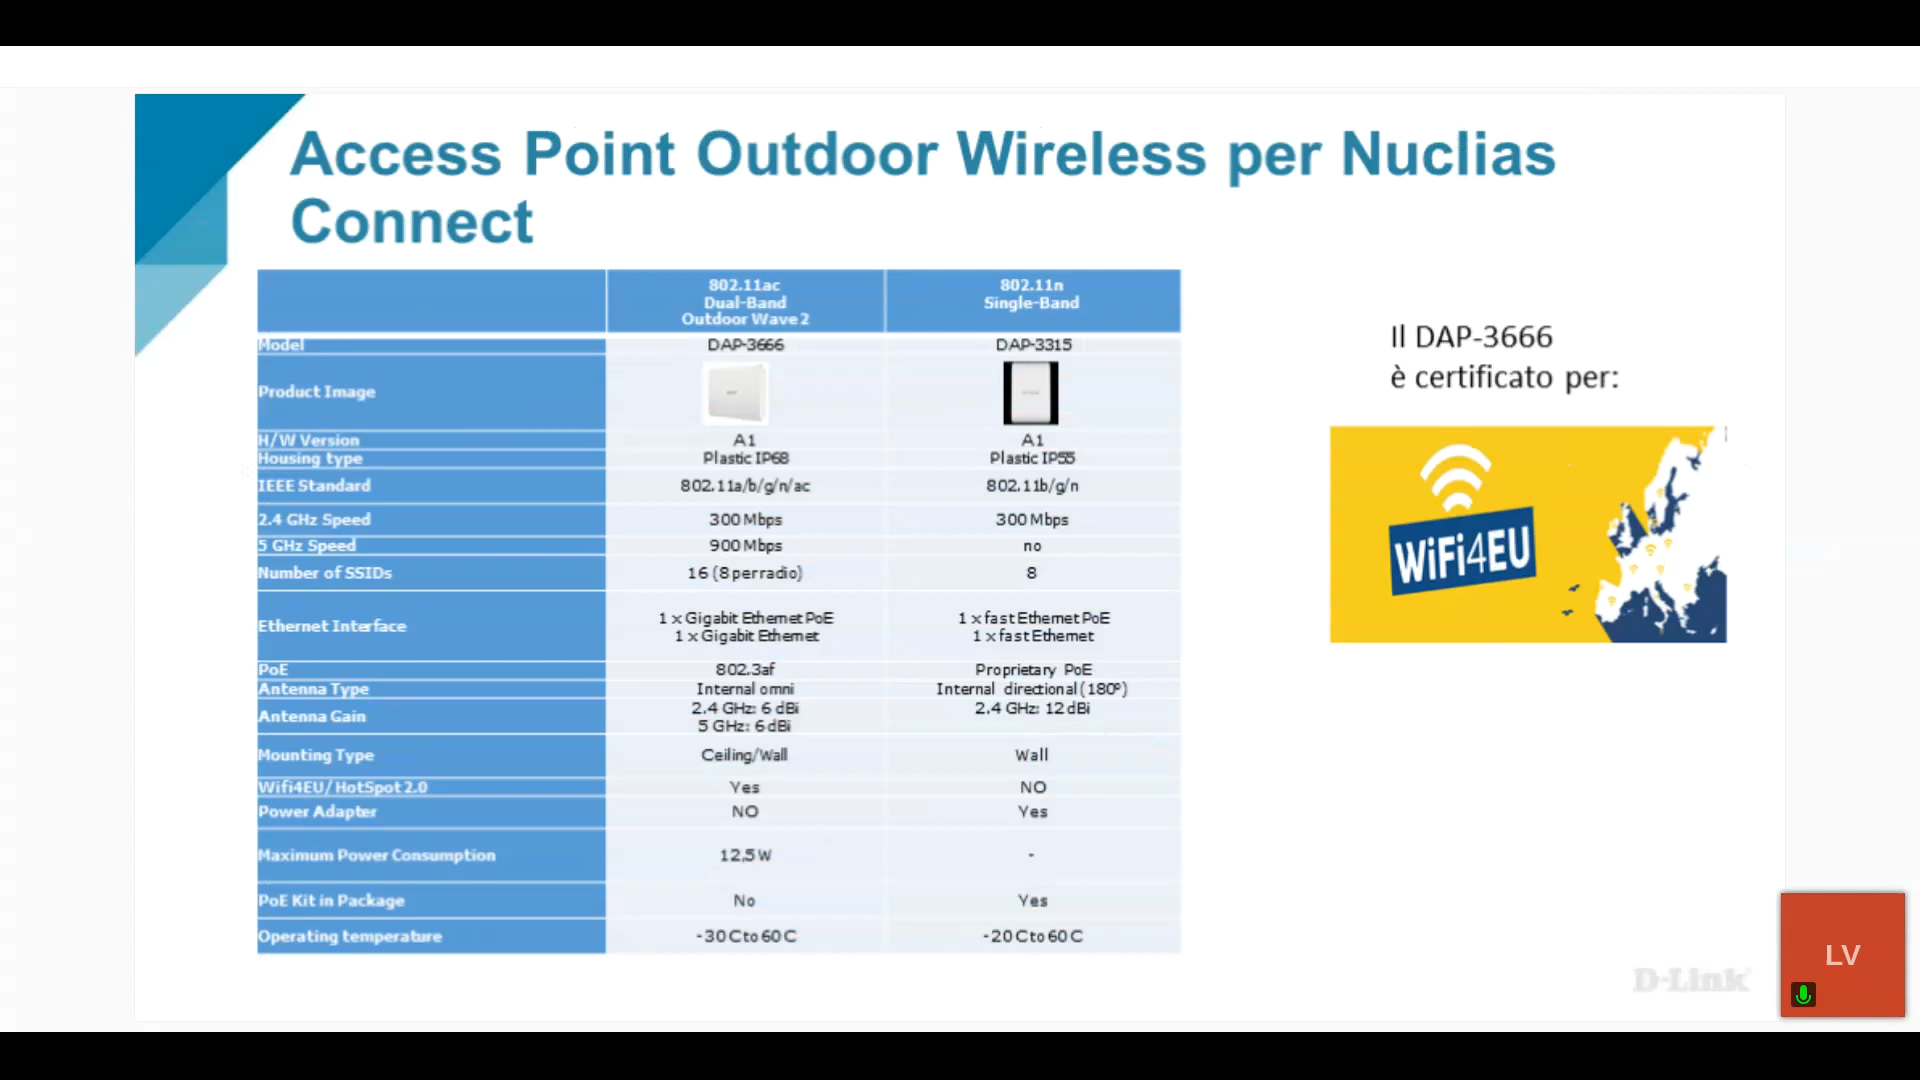 Access Point Outdoor Wireless per Nuclias
Connect
802.11ac
Dual-Band
Outdoor Wave 2
802.11n
Single-Band
Model DAP-3666 DAP-3315
Product Image
H/W Version A1 A1
Housing type Plastic IP68 Plastic IP55
IEEE Standard 802.11a/b/g/n/ac 802.11b/g/n
2.4 GHz Speed 300 Mbps 300 Mbps
5 GHz Speed 900 Mbps no
Number of SSIDs 16 (8 per radio) 8
Ethernet Interface
1 x Gigabit Ethernet PoE
1 x Gigabit Ethernet
1 x fast Ethernet PoE
1 x fast Ethernet
PoE 802.3af Proprietary PoE
Antenna Type Internal omni Internal directional (180º)
Antenna Gain
2.4 GHz: 6 dBi
5 GHz: 6 dBi
2.4 GHz: 12 dBi
Mounting Type Ceiling/Wall Wall
Wifi4EU/ HotSpot 2.0 Yes NO
Power Adapter NO Yes
Maximum Power Consumption 12,5 W -
PoE Kit in Package No Yes
Operating temperature -30 C to 60 C -20 C to 60 C
Il DAP-3666
è certificato per:
WiFi4EU
D-Link
LV